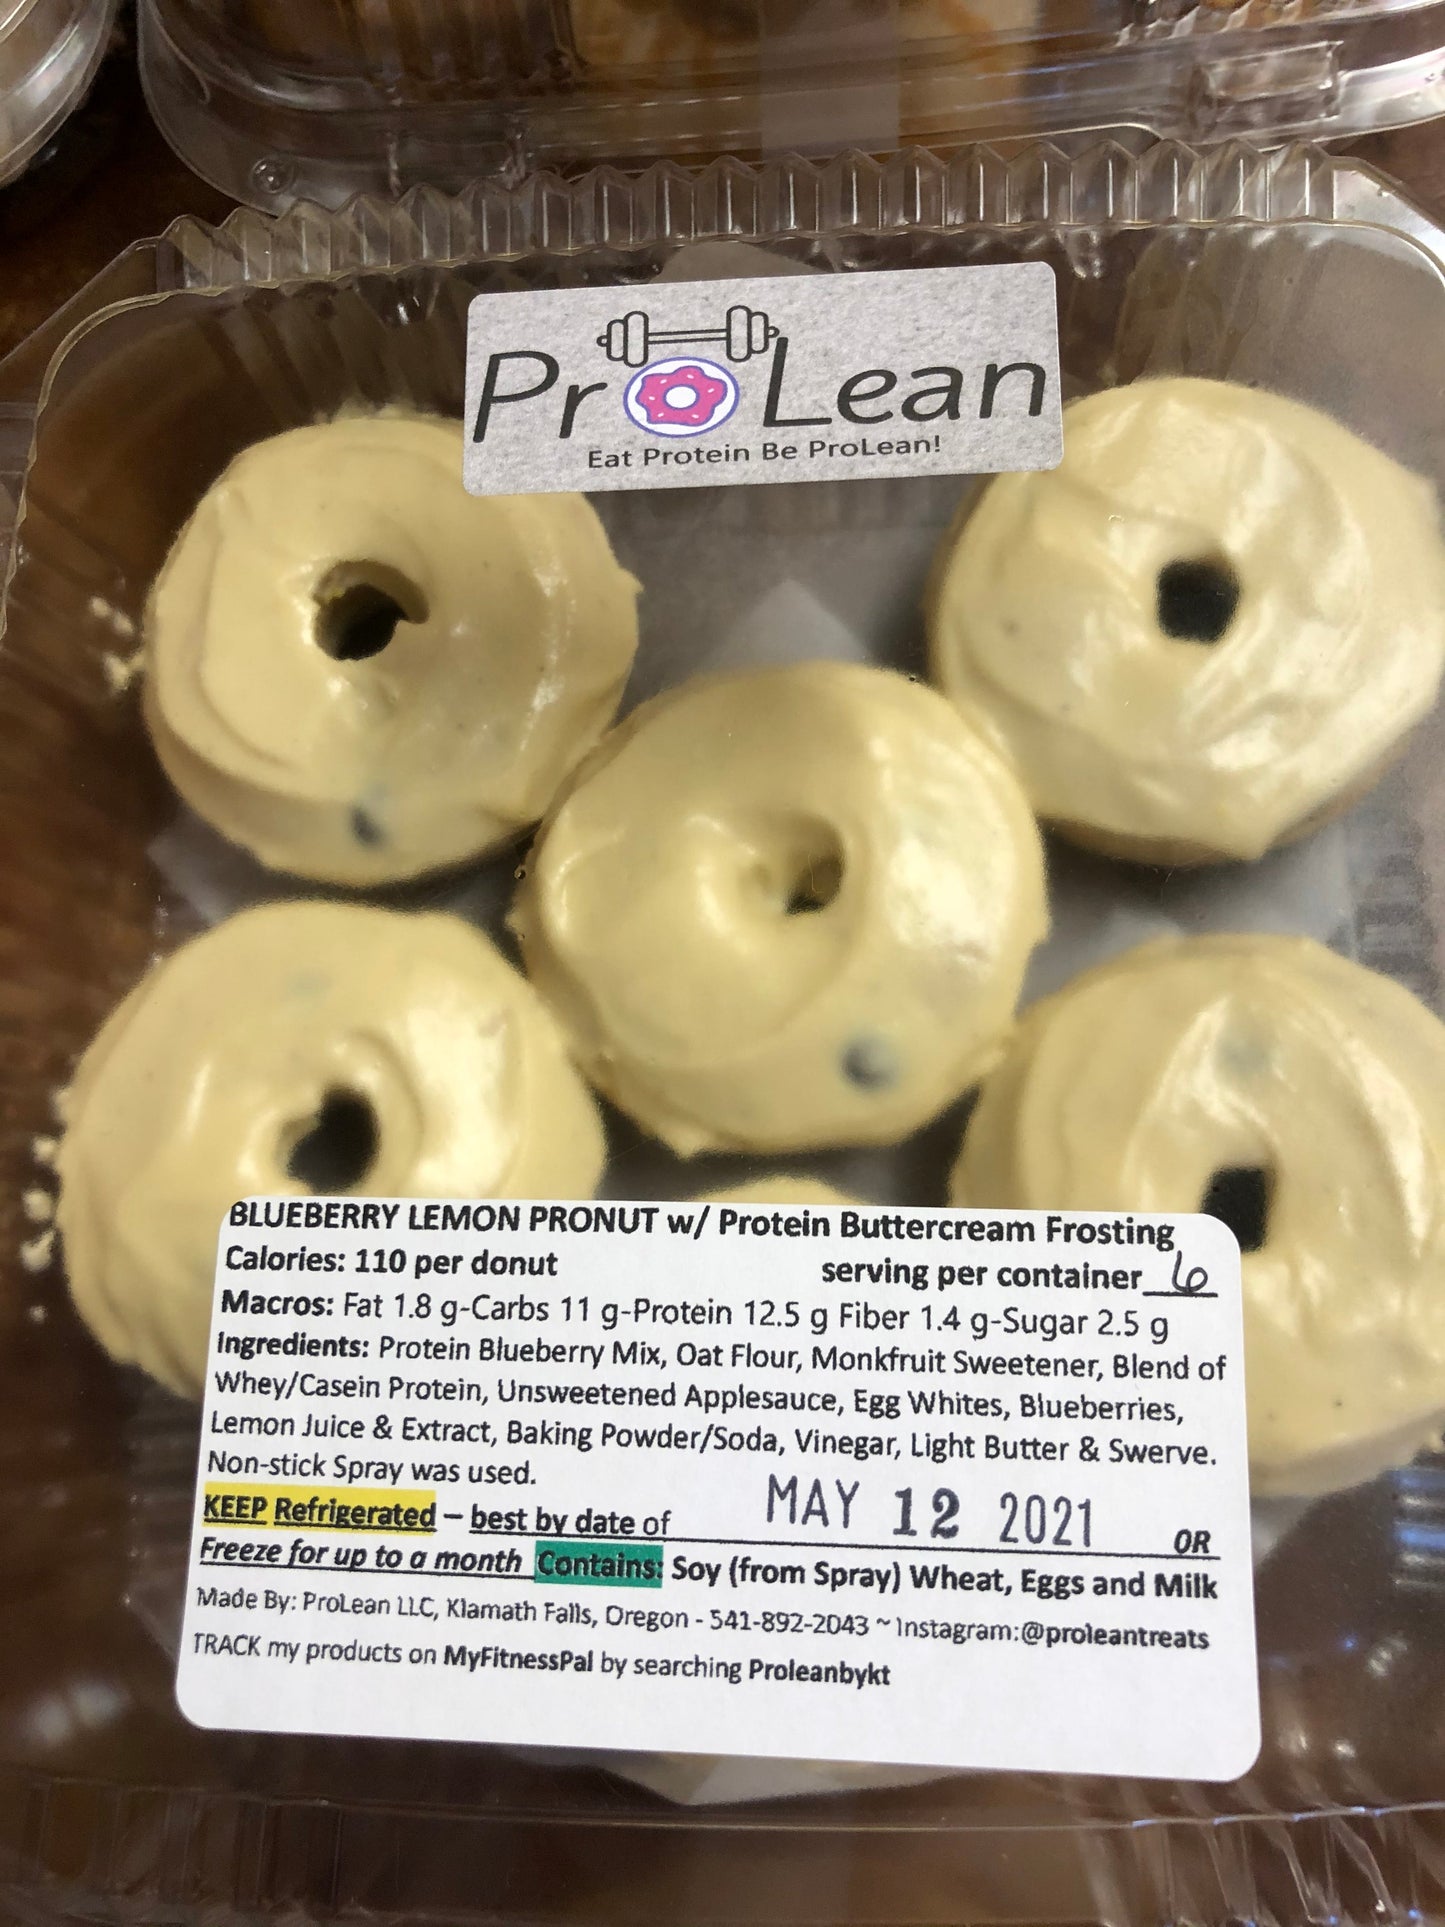 ProLean
Eat Protein Be ProLean!
BLUEBERRY LEMON PRONUT w/ Protein Buttercream Frosting
Calories: 110 per donut serving per container 6
Macros: Fat 1.8 g-Carbs 11 g-Protein 12.5 g Fiber 1.4 g-Sugar 2.5 g
Ingredients: Protein Blueberry Mix, Oat Flour, Monkfruit Sweetener, Blend of
Whey/Casein Protein, Unsweetened Applesauce, Egg Whites, Blueberries,
Lemon Juice & Extract, Baking Powder/Soda, Vinegar, Light Butter & Swerve.
Non-stick Spray was used.
KEEP Refrigerated – best by date of MAY 12 2021 OR
Freeze for up to a month Contains: Soy (from Spray) Wheat, Eggs and Milk
Made By: ProLean LLC, Klamath Falls, Oregon - 541-892-2043 ~ Instagram:@proleantreats
TRACK my products on MyFitnessPal by searching Proleanbykt